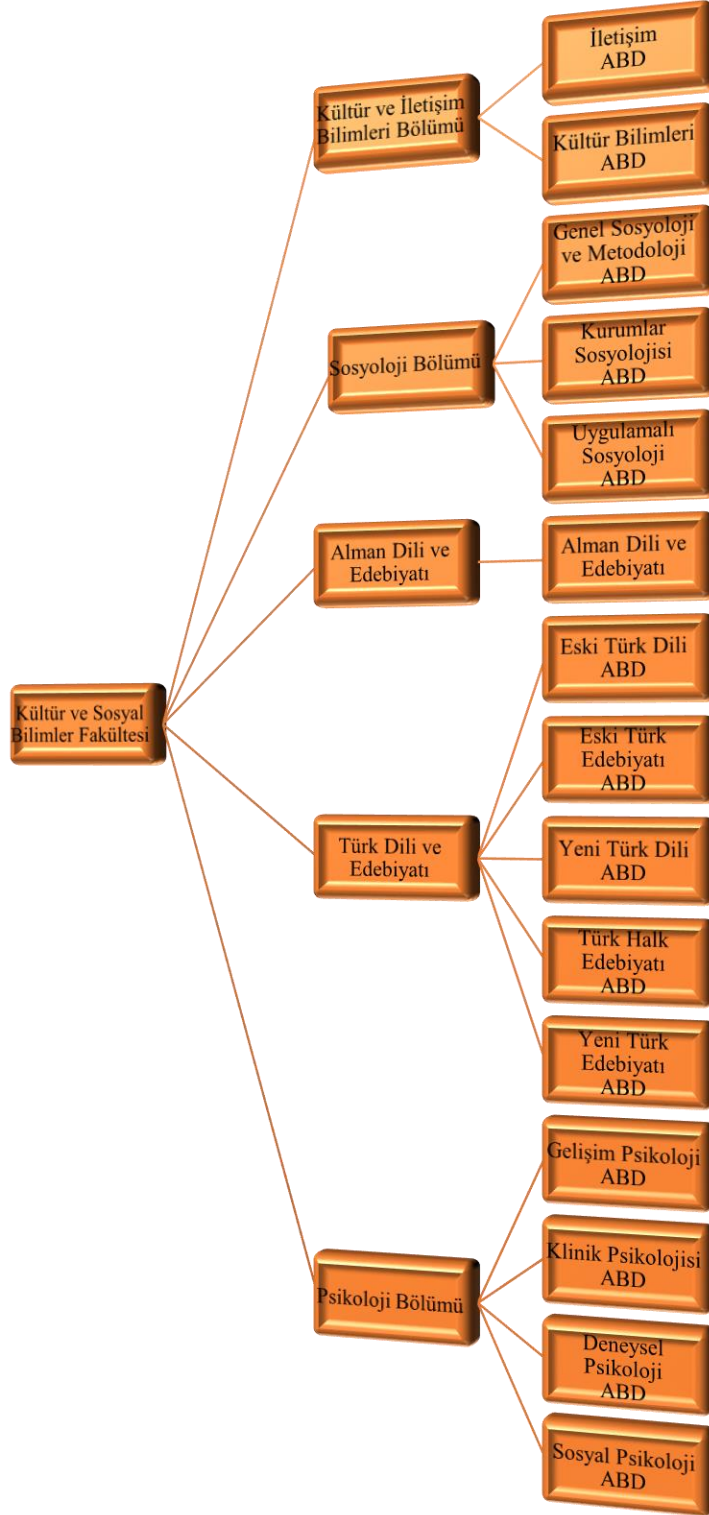 Kültür ve Sosyal
Bilimler Fakültesi
Kültür ve İletişim
Bilimleri Bölümü
İletişim
ABD
Kültür Bilimleri
ABD
Sosyoloji Bölümü
Genel Sosyoloji
ve Metodoloji
ABD
Kurumlar
Sosyolojisi
ABD
Uygulamalı
Sosyoloji
ABD
Alman Dili ve
Edebiyatı
Alman Dili ve
Edebiyatı
Türk Dili ve
Edebiyatı
Eski Türk Dili
ABD
Eski Türk
Edebiyatı
ABD
Yeni Türk Dili
ABD
Türk Halk
Edebiyatı
ABD
Yeni Türk
Edebiyatı
ABD
Psikoloji Bölümü
Gelişim Psikoloji
ABD
Klinik Psikolojisi
ABD
Deneysel
Psikoloji
ABD
Sosyal Psikoloji
ABD